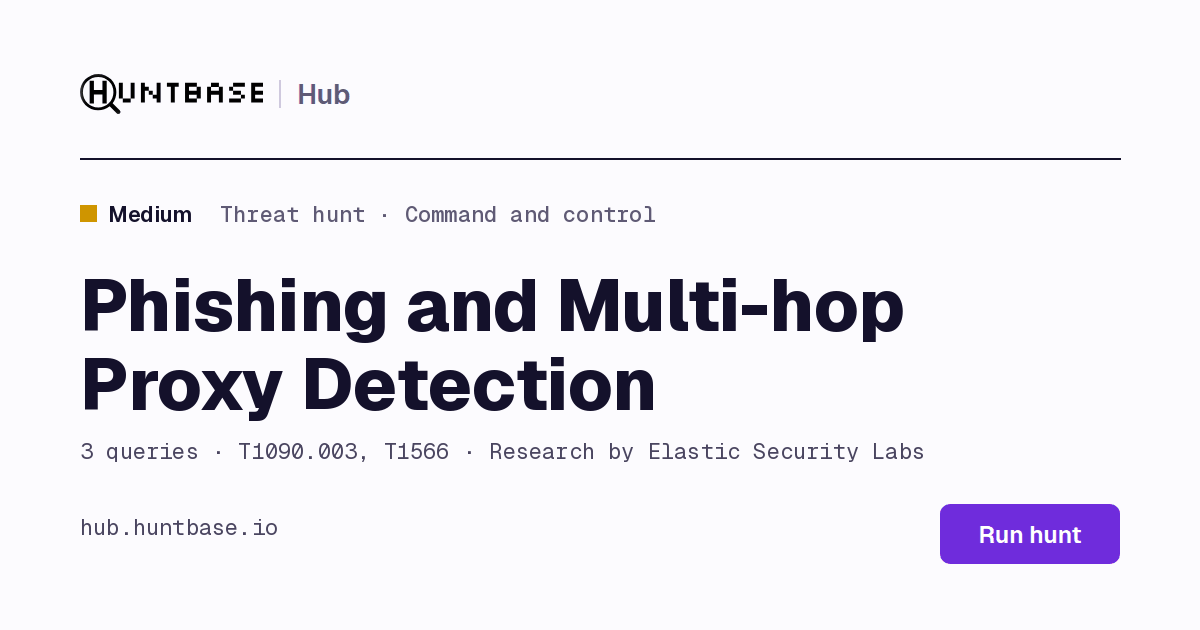 HUNTBASE | Hub
Medium Threat hunt · Command and control
Phishing and Multi-hop
Proxy Detection
3 queries · T1090.003, T1566 · Research by Elastic Security Labs
hub.huntbase.io
Run hunt